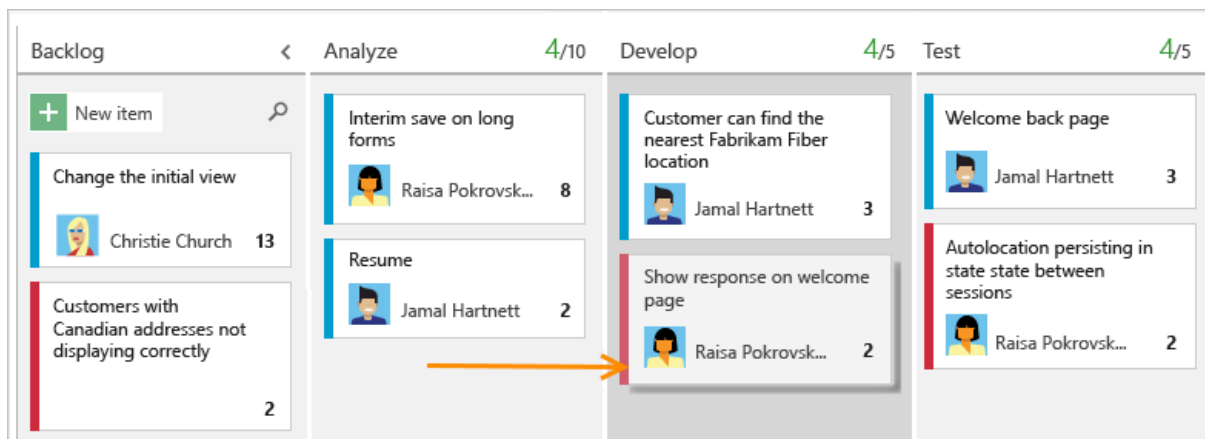 Backlog
<
Analyze
4/10
Develop
4/5
Test
4/5
+ New item
Change the initial view
Christie Church 13
Customers with
Canadian addresses not
displaying correctly
2
Interim save on long
forms
Raisa Pokrovsk... 8
Resume
Jamal Hartnett 2
Customer can find the
nearest Fabrikam Fiber
location
Jamal Hartnett 3
Show response on welcome
page
Raisa Pokrovsk... 2
Welcome back page
Jamal Hartnett 3
Autolocation persisting in
state state between
sessions
Raisa Pokrovsk... 2